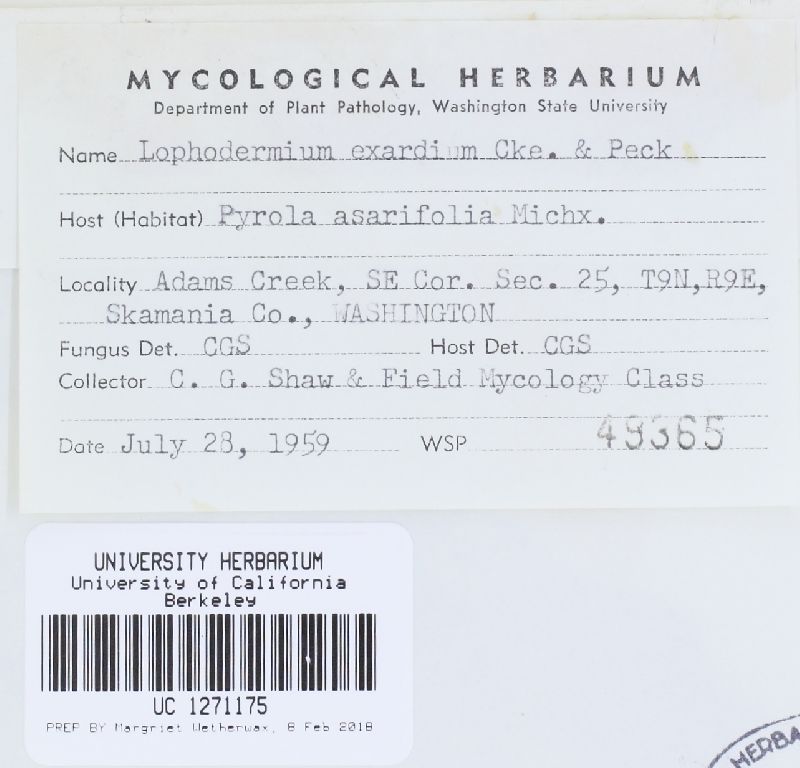 MYCOLOGICAL HERBARIUM
Department of Plant Pathology, Washington State University
Name Lophodermium exardium Cke. & Peck
Host (Habitat) Pyrola asarifolia Michx.
Locality Adams Creek, SE Cor. Sec. 25, T9N,R9E,
Skamania Co., WASHINGTON
Fungus Det. CGS Host Det. CGS
Collector C. G. Shaw & Field Mycology Class
Date July 28, 1959 WSP 49365
UNIVERSITY HERBARIUM
University of California
Berkeley
UC 1271175
PREP BY Margriet Wetherwax, 8 Feb 2018